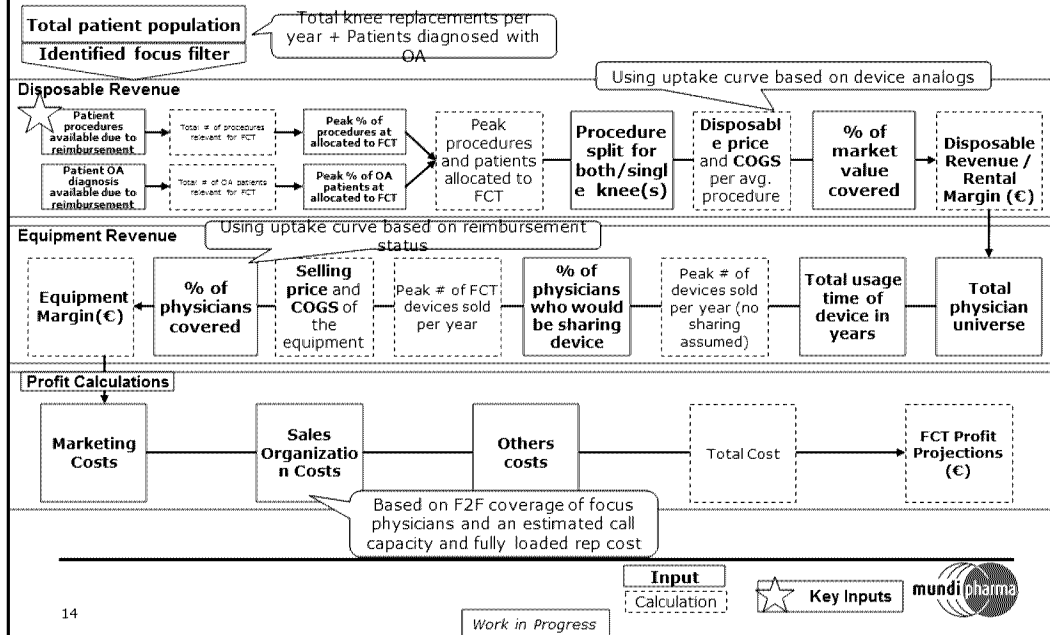 Total patient population
Identified focus filter
Total knee replacements per
year + Patients diagnosed with
OA
Using uptake curve based on device analogs
Disposable Revenue
Patient
procedures
available due to
reimbursement
Total # of procedures
relevant for FCT
Peak % of
procedures at
allocated to FCT
Patient OA
diagnosis
available due to
reimbursement
Total # of OA patients
relevant for FCT
Peak % of OA
patients at
allocated to FCT
Peak
procedures
and patients
allocated to
FCT
Procedure
split for
both/singl
e knee(s)
Disposabl
e price
and COGS
per avg.
procedure
% of
market
value
covered
Disposable
Revenue /
Rental
Margin (€)
Equipment Revenue
Using uptake curve based on reimbursement
status
Equipment
Margin(€)
% of
physicians
covered
Selling
price and
COGS of
the
equipment
Peak # of FCT
devices sold
per year
% of
physicians
who would
be sharing
device
Peak # of
devices sold
per year (no
sharing
assumed)
Total usage
time of
device in
years
Total
physician
universe
Profit Calculations
Marketing
Costs
Sales
Organizatio
n Costs
Others
costs
Total Cost
FCT Profit
Projections
(€)
Based on F2F coverage of focus
physicians and an estimated call
capacity and fully loaded rep cost
Input
Calculation
Key Inputs
mundi pharma
14
Work in Progress